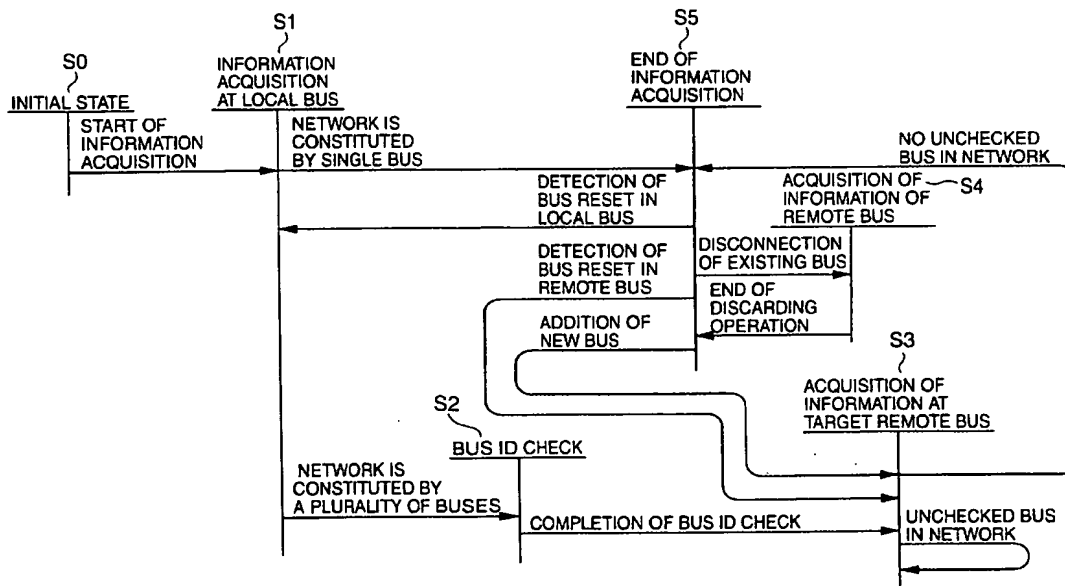 S0
INITIAL STATE
START OF
INFORMATION
ACQUISITION
S1
INFORMATION
ACQUISITION
AT LOCAL BUS
NETWORK IS
CONSTITUTED
BY SINGLE BUS
S5
END OF
INFORMATION
ACQUISITION
NO UNCHECKED
BUS IN NETWORK
DETECTION OF
BUS RESET IN
LOCAL BUS
ACQUISITION OF
INFORMATION OF
REMOTE BUS
S4
DETECTION OF
BUS RESET IN
REMOTE BUS
DISCONNECTION
OF EXISTING BUS
END OF
DISCARDING
OPERATION
ADDITION OF
NEW BUS
S3
ACQUISITION OF
INFORMATION AT
TARGET REMOTE BUS
S2
BUS ID CHECK
NETWORK IS
CONSTITUTED BY
A PLURALITY OF BUSES
COMPLETION OF BUS ID CHECK
UNCHECKED BUS
IN NETWORK